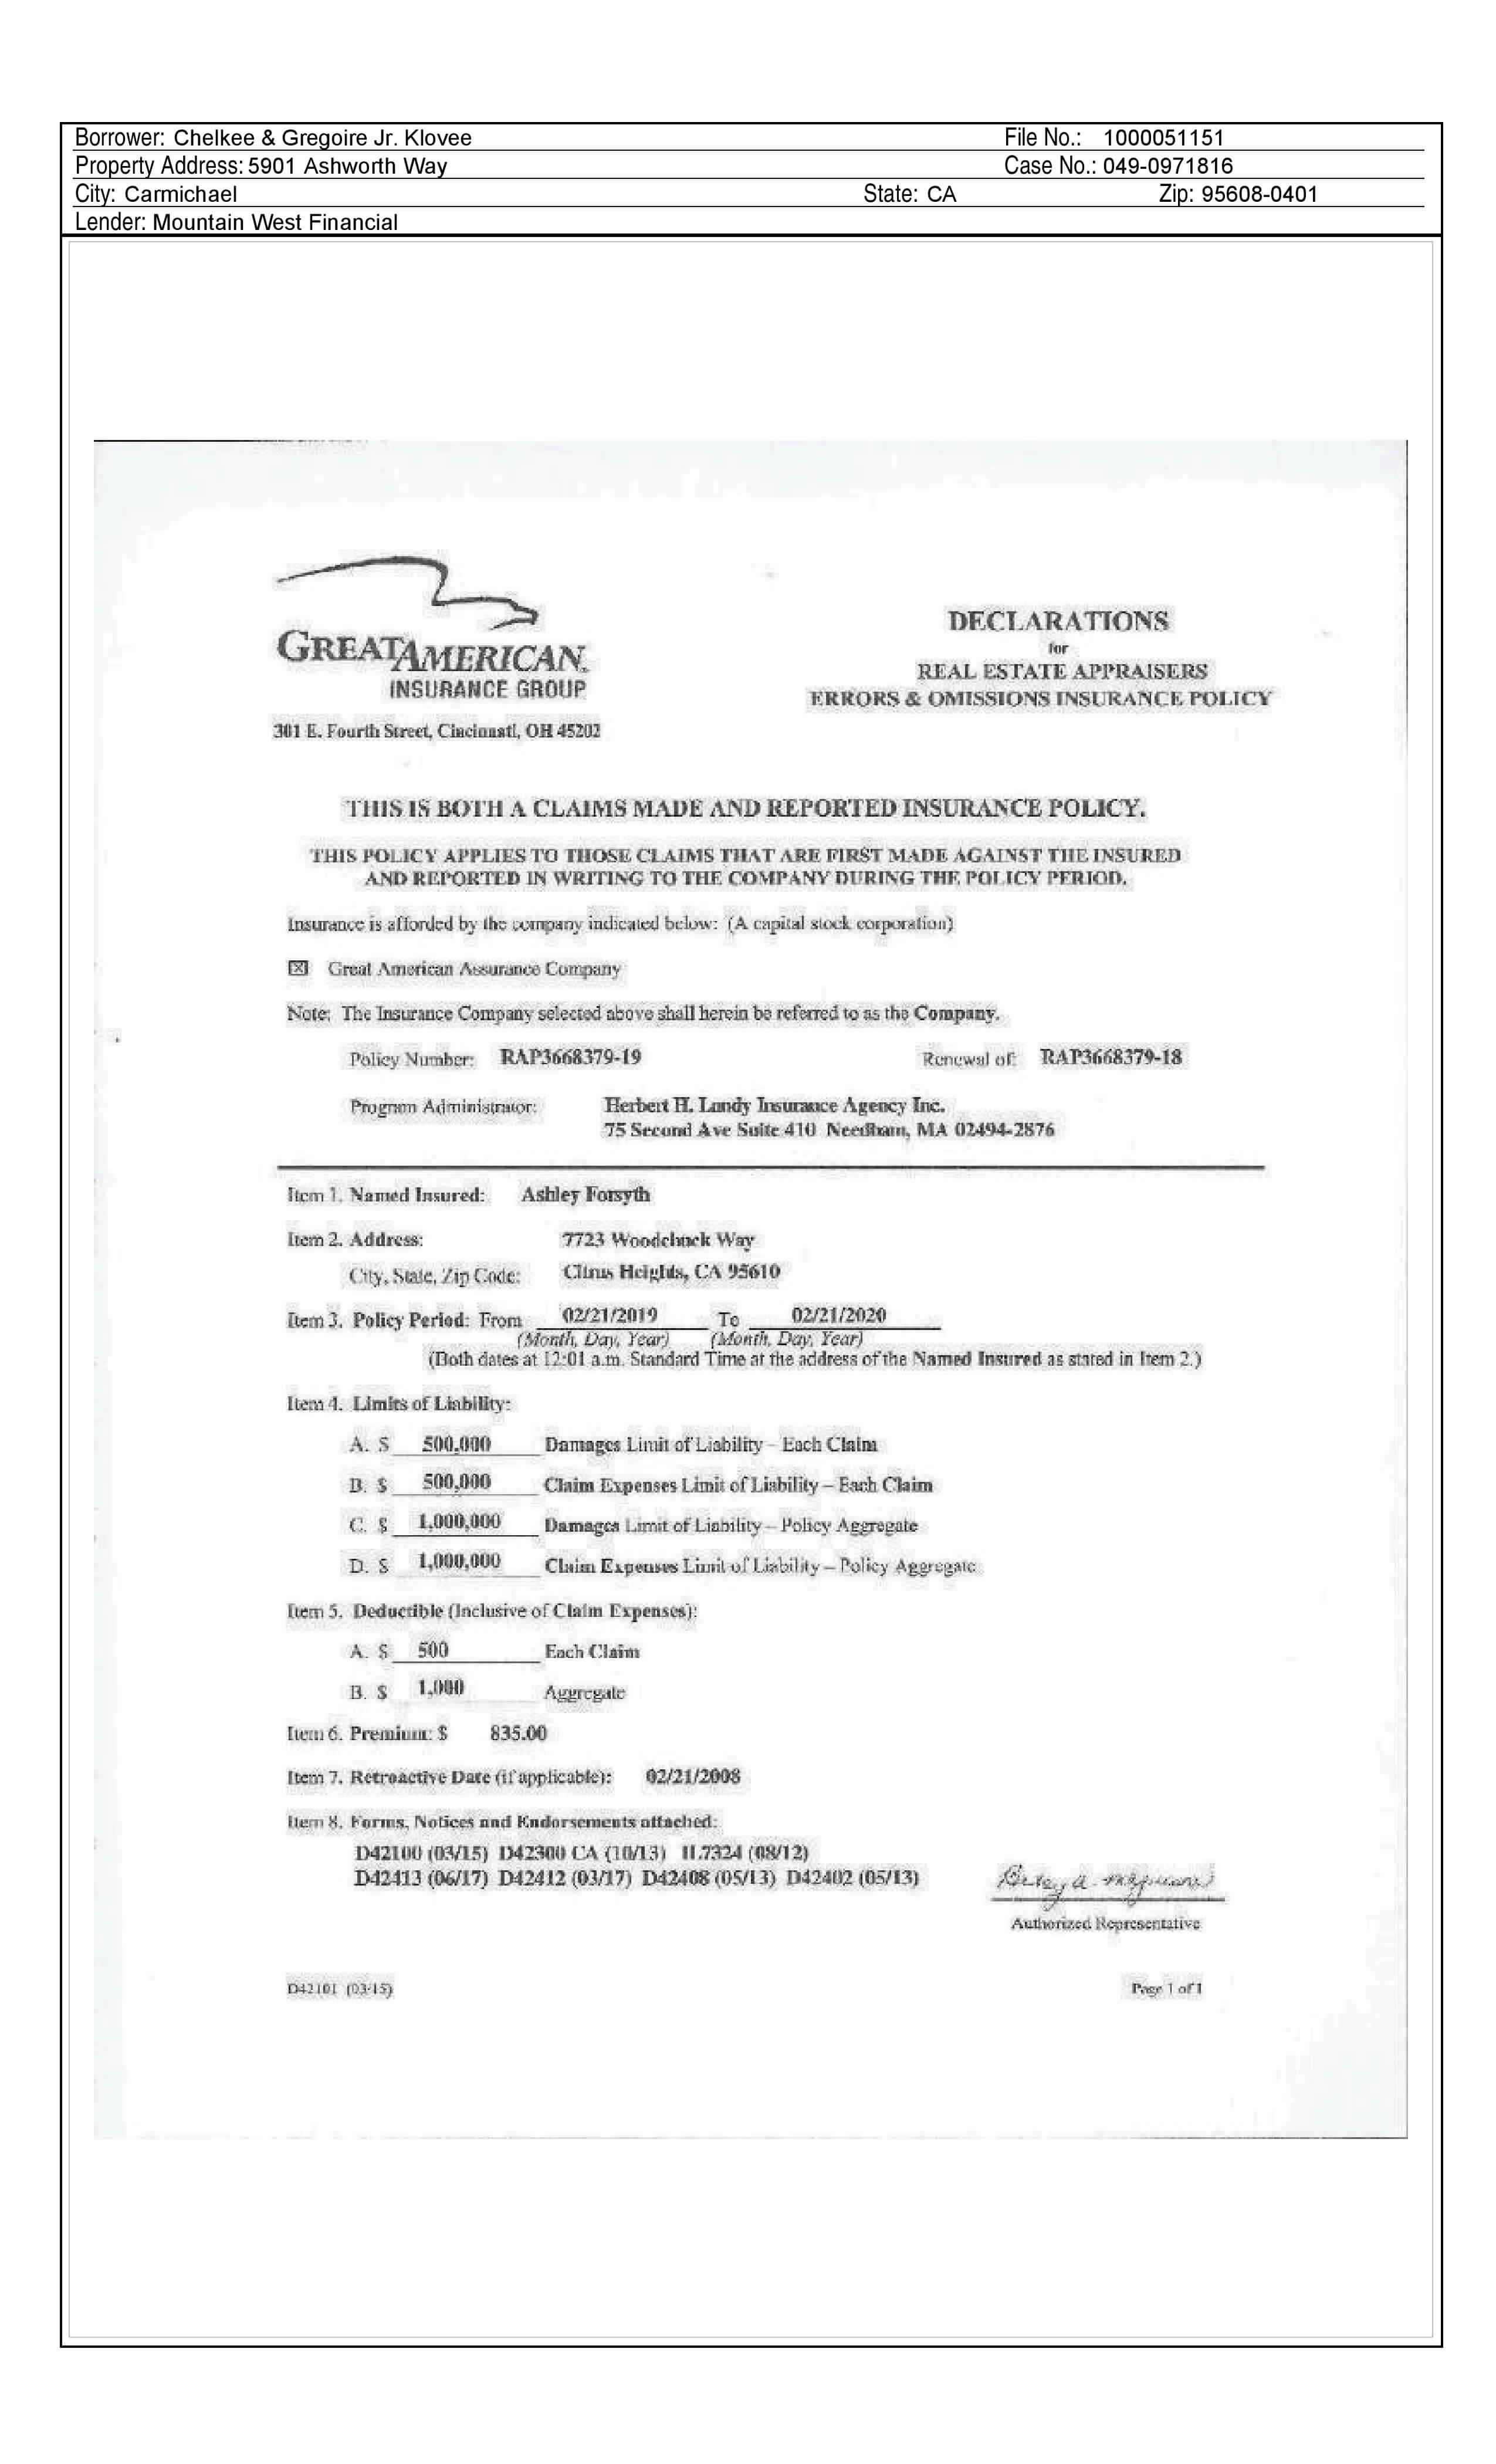 Borrower: Chelkee & Gregoire Jr. Klovee File No.: 1000051151
Property Address: 5901 Ashworth Way Case No.: 049-0971816
City: Carmichael State: CA Zip: 95608-0401
Lender: Mountain West Financial
GREATAMERICAN.
INSURANCE GROUP
301 E. Fourth Street, Cincinnati, OH 45202
DECLARATIONS
for
REAL ESTATE APPRAISERS
ERRORS & OMISSIONS INSURANCE POLICY
THIS IS BOTH A CLAIMS MADE AND REPORTED INSURANCE POLICY.
THIS POLICY APPLIES TO THOSE CLAIMS THAT ARE FIRST MADE AGAINST THE INSURED
AND REPORTED IN WRITING TO THE COMPANY DURING THE POLICY PERIOD.
Insurance is afforded by the company indicated below: (A capital stock corporation)
☒ Great American Assurance Company
Note: The Insurance Company selected above shall herein be referred to as the Company.
Policy Number: RAP3668379-19 Renewal of: RAP3668379-18
Program Administrator: Herbert H. Landy Insurance Agency Inc.
75 Second Ave Suite 410 Needham, MA 02494-2876
Item 1. Named Insured: Ashley Forsyth
Item 2. Address: 7723 Woodchuck Way
City, State, Zip Code: Citrus Heights, CA 95610
Item 3. Policy Period: From 02/21/2019 To 02/21/2020
(Month, Day, Year) (Month, Day, Year)
(Both dates at 12:01 a.m. Standard Time at the address of the Named Insured as stated in Item 2.)
Item 4. Limits of Liability:
A. $ 500,000 Damages Limit of Liability – Each Claim
B. $ 500,000 Claim Expenses Limit of Liability – Each Claim
C. $ 1,000,000 Damages Limit of Liability – Policy Aggregate
D. $ 1,000,000 Claim Expenses Limit of Liability – Policy Aggregate
Item 5. Deductible (Inclusive of Claim Expenses):
A. $ 500 Each Claim
B. $ 1,000 Aggregate
Item 6. Premium: $ 835.00
Item 7. Retroactive Date (if applicable): 02/21/2008
Item 8. Forms, Notices and Endorsements attached:
D42100 (03/15) D42300 CA (10/13) IL7324 (08/12)
D42413 (06/17) D42412 (03/17) D42408 (05/13) D42402 (05/13)
Authorized Representative
D42101 (03/15) Page 1 of 1